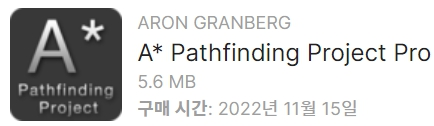 A*
Pathfinding
Project
ARON GRANBERG
A* Pathfinding Project Pro
5.6 MB
구매 시간: 2022년 11월 15일